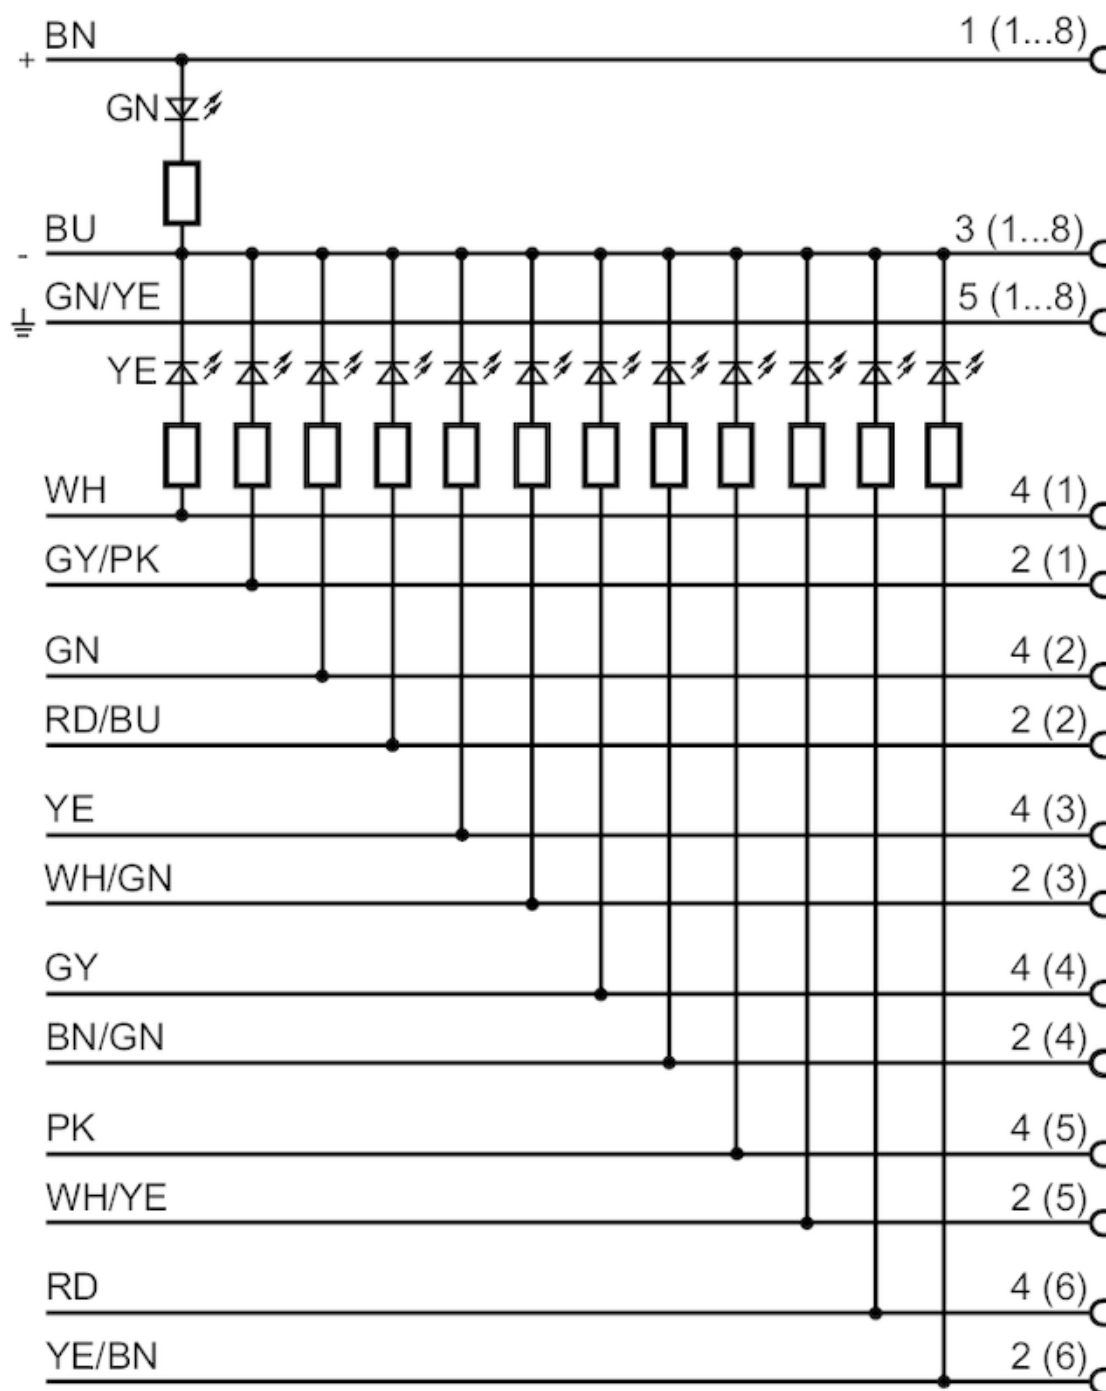 BN 1 (1...8)
+
GN
BU 3 (1...8)
-
GN/YE 5 (1...8)
YE
WH 4 (1)
GY/PK 2 (1)
GN 4 (2)
RD/BU 2 (2)
YE 4 (3)
WH/GN 2 (3)
GY 4 (4)
BN/GN 2 (4)
PK 4 (5)
WH/YE 2 (5)
RD 4 (6)
YE/BN 2 (6)